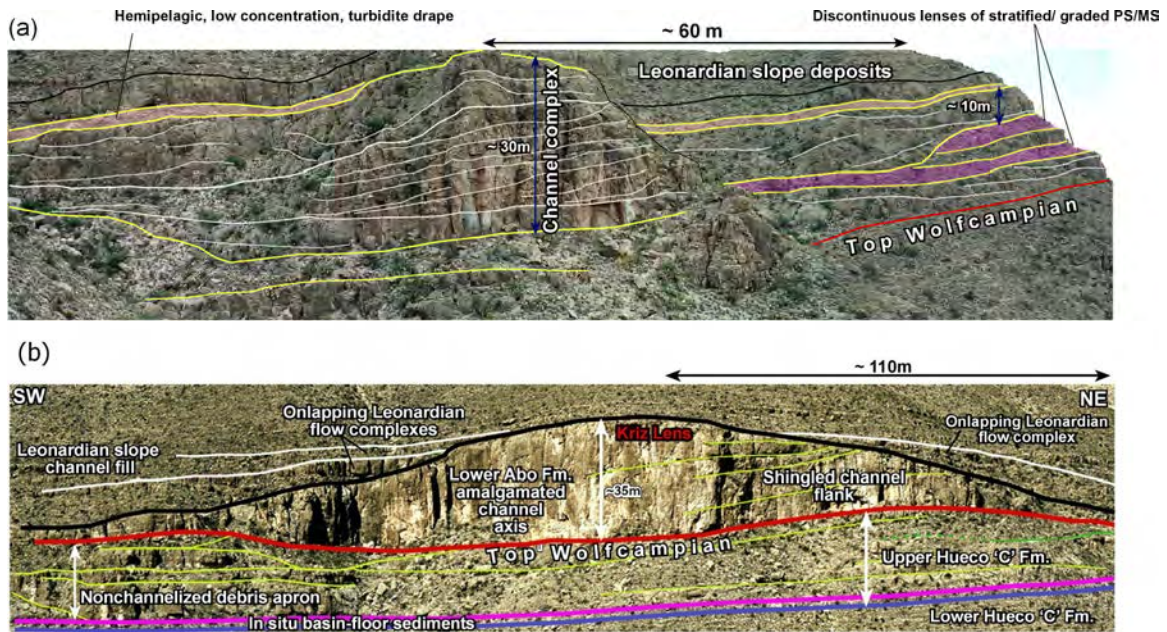 Hemipelagic, low concentration, turbidite drape
Discontinuous lenses of stratified/ graded PS/MS
(a)
~ 60 m
Leonardian slope deposits
~ 10m
~ 30m
Channel complex
Top Wolfcampian
(b)
~ 110m
SW
NE
Onlapping Leonardian
flow complexes
Kriz Lens
Onlapping Leonardian
flow complex
Leonardian slope
channel fill
Lower Abo Fm.
amalgamated
channel
axis
~35m
Shingled channel
flank
Top Wolfcampian
Upper Hueco 'C' Fm.
Nonchannelized debris apron
In situ basin-floor sediments
Lower Hueco 'C' Fm.